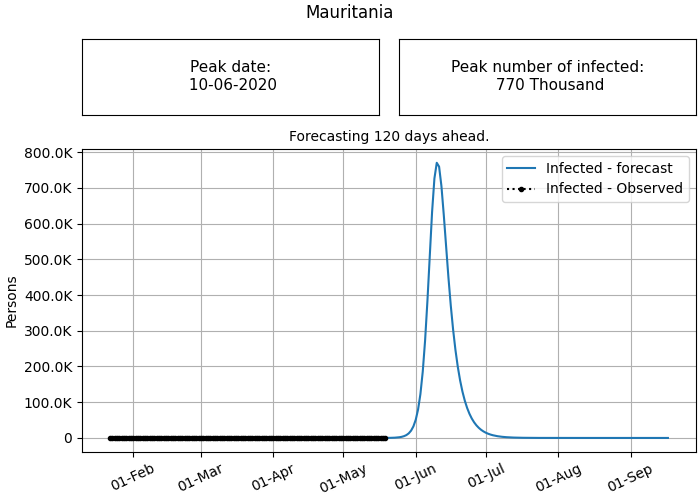 Mauritania
Peak date:
10-06-2020
Peak number of infected:
770 Thousand
Forecasting 120 days ahead.
Infected - forecast
Infected - Observed
Persons
800.0K
700.0K
600.0K
500.0K
400.0K
300.0K
200.0K
100.0K
0
01-Feb
01-Mar
01-Apr
01-May
01-Jun
01-Jul
01-Aug
01-Sep